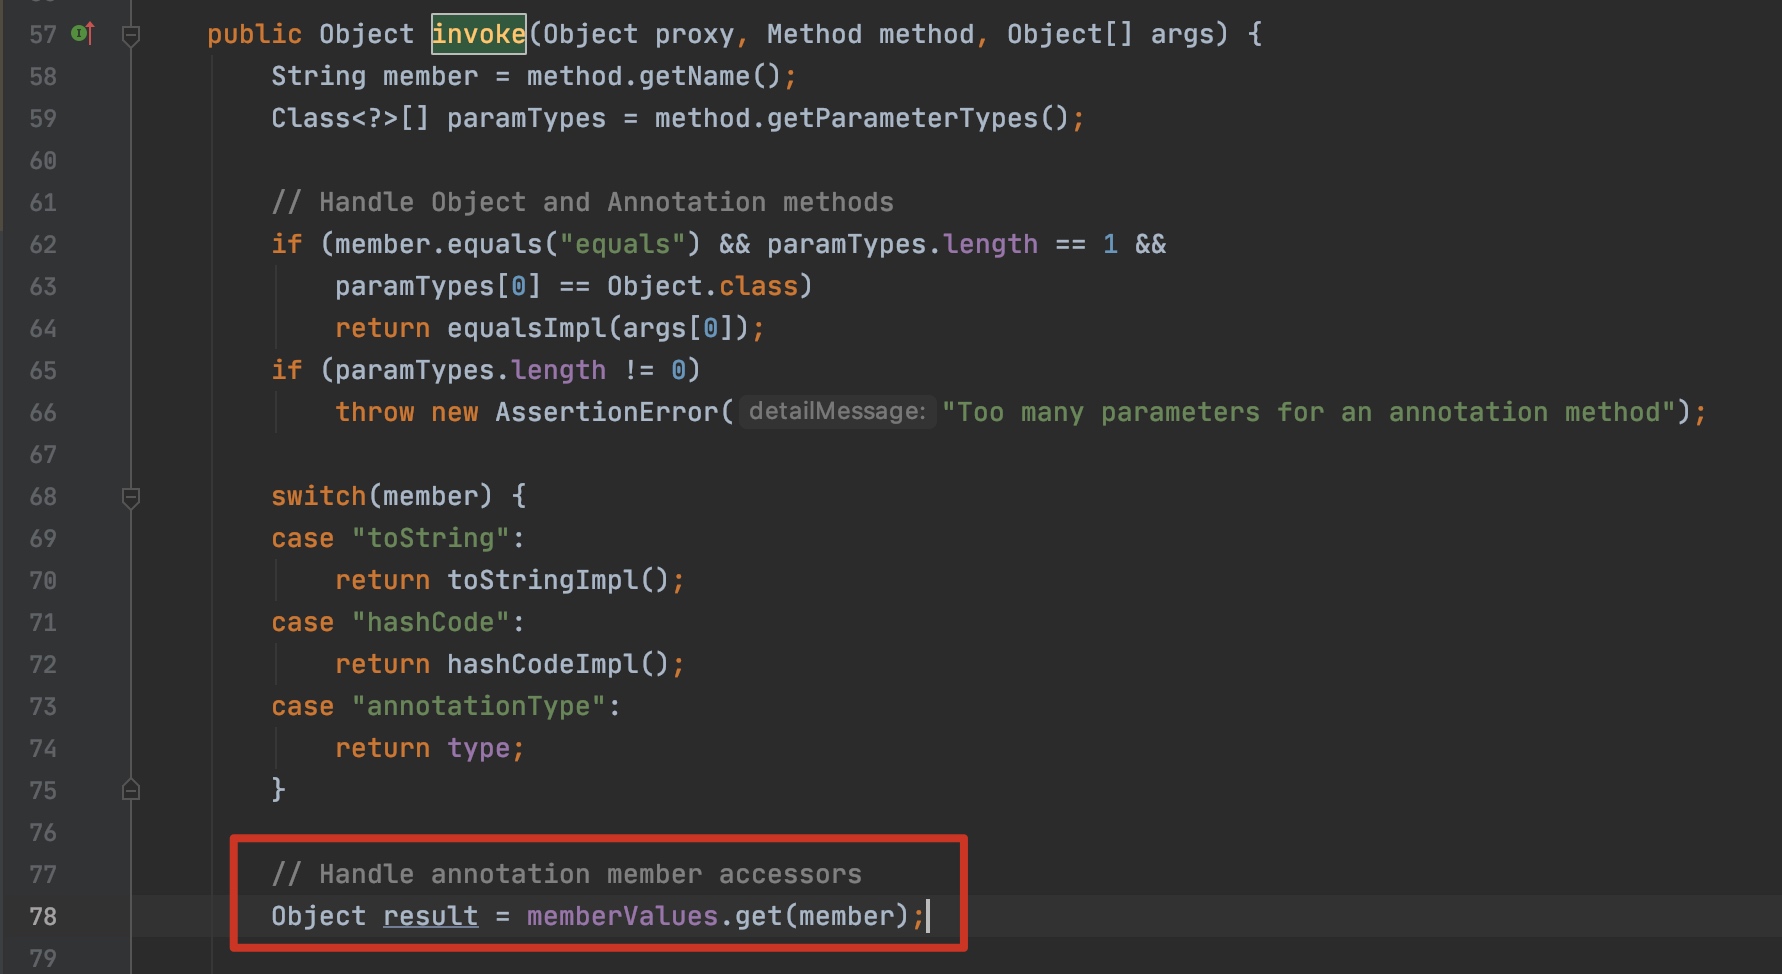 57 public Object invoke(Object proxy, Method method, Object[] args) {
58 String member = method.getName();
59 Class<?>[] paramTypes = method.getParameterTypes();
60
61 // Handle Object and Annotation methods
62 if (member.equals("equals") && paramTypes.length == 1 &&
63 paramTypes[0] == Object.class)
64 return equalsImpl(args[0]);
65 if (paramTypes.length != 0)
66 throw new AssertionError( detailMessage: "Too many parameters for an annotation method");
67
68 switch(member) {
69 case "toString":
70 return toStringImpl();
71 case "hashCode":
72 return hashCodeImpl();
73 case "annotationType":
74 return type;
75 }
76
77 // Handle annotation member accessors
78 Object result = memberValues.get(member);
79